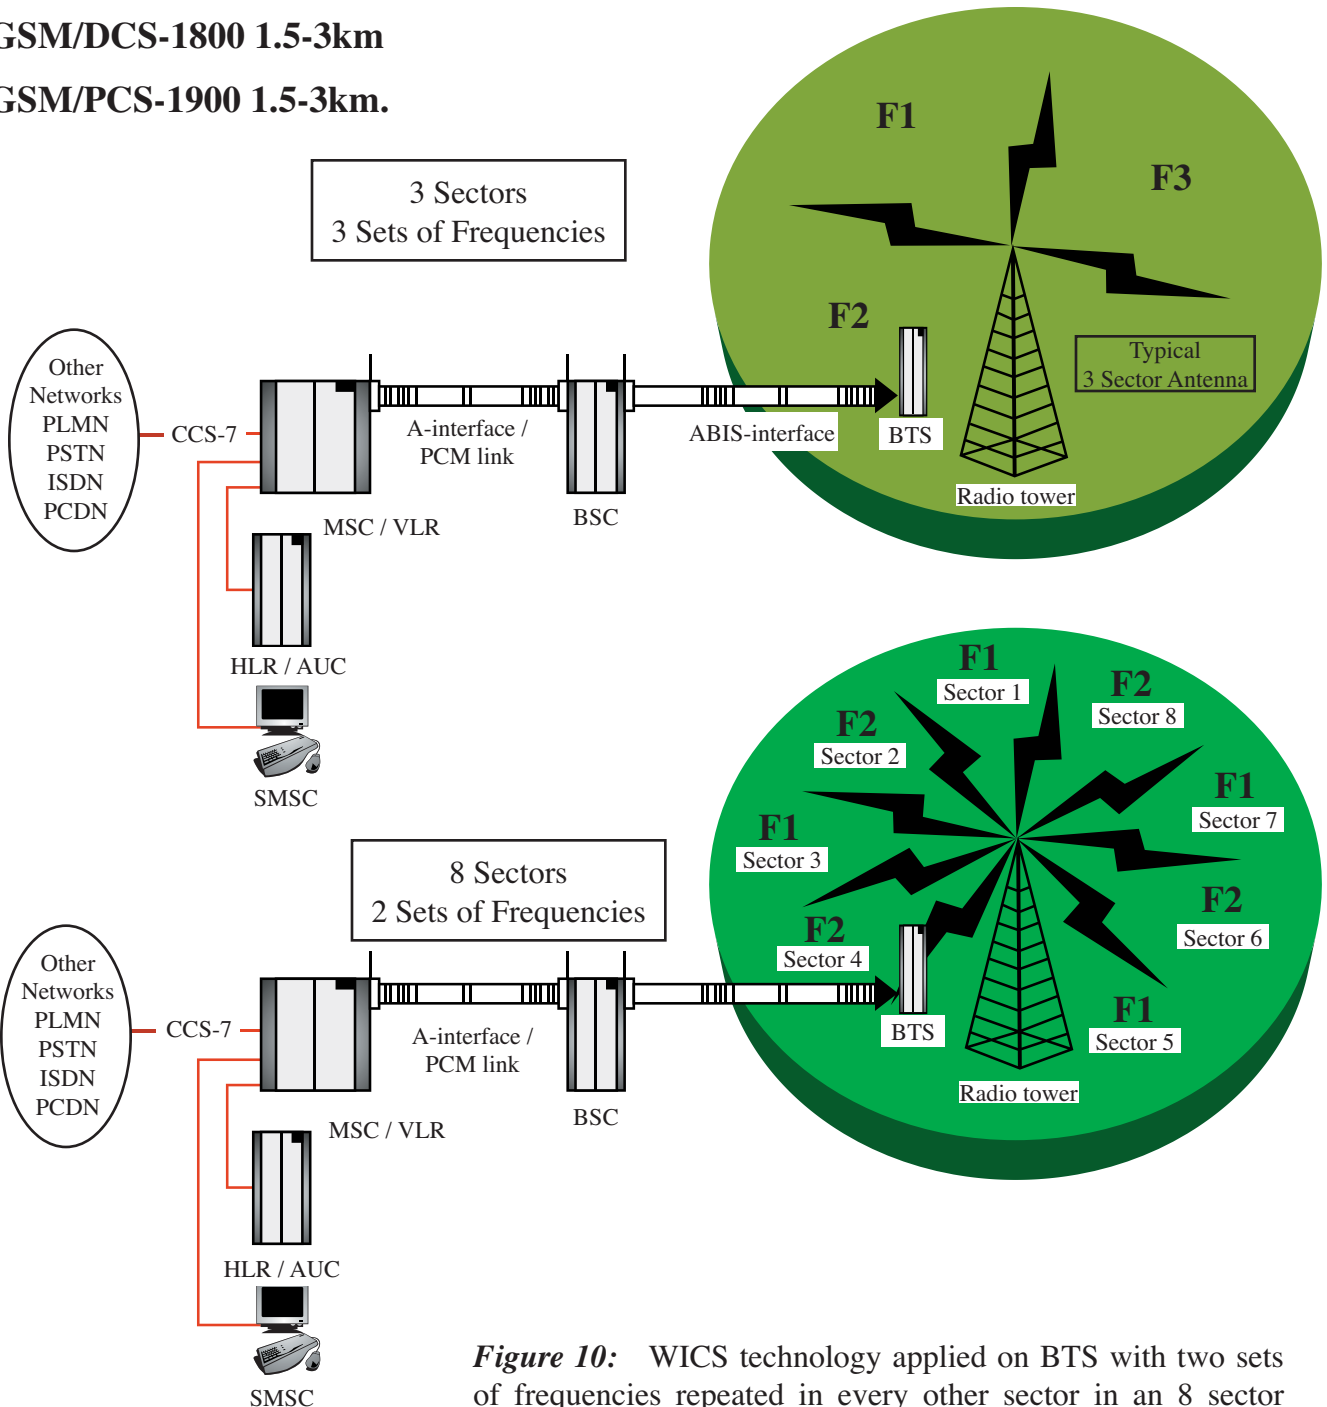 GSM/DCS-1800 1.5-3km
GSM/PCS-1900 1.5-3km.
3 Sectors
3 Sets of Frequencies
F1
F3
F2
Typical
3 Sector Antenna
Other
Networks
PLMN
PSTN
ISDN
PCDN
CCS-7
A-interface /
PCM link
ABIS-interface
BTS
Radio tower
MSC / VLR
BSC
HLR / AUC
SMSC
F1
Sector 1
F2
Sector 8
F2
Sector 2
F1
Sector 7
F1
Sector 3
F2
Sector 6
F2
Sector 4
F1
Sector 5
8 Sectors
2 Sets of Frequencies
Other
Networks
PLMN
PSTN
ISDN
PCDN
CCS-7
A-interface /
PCM link
BTS
Radio tower
MSC / VLR
BSC
HLR / AUC
SMSC
Figure 10: WICS technology applied on BTS with two sets
of frequencies repeated in every other sector in an 8 sector